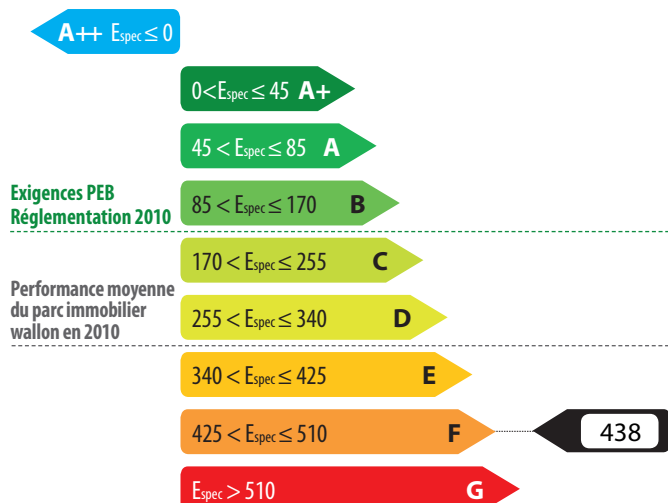 A++ Espec ≤ 0
0<Espec ≤ 45 A+
45 < Espec ≤ 85 A
Exigences PEB
Réglementation 2010
85 < Espec ≤ 170 B
170 < Espec ≤ 255 C
Performance moyenne
du parc immobilier
wallon en 2010
255 < Espec ≤ 340 D
340 < Espec ≤ 425 E
425 < Espec ≤ 510 F
438
Espec > 510 G